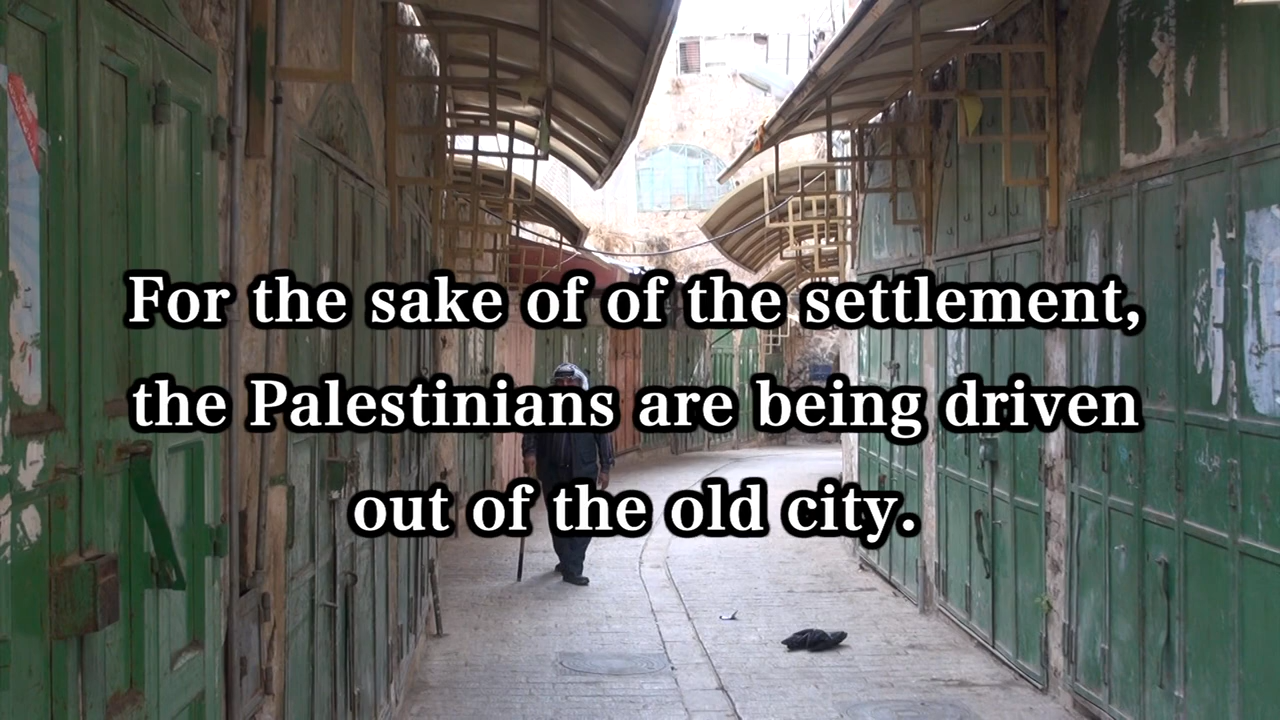 For the sake of of the settlement,
the Palestinians are being driven
out of the old city.